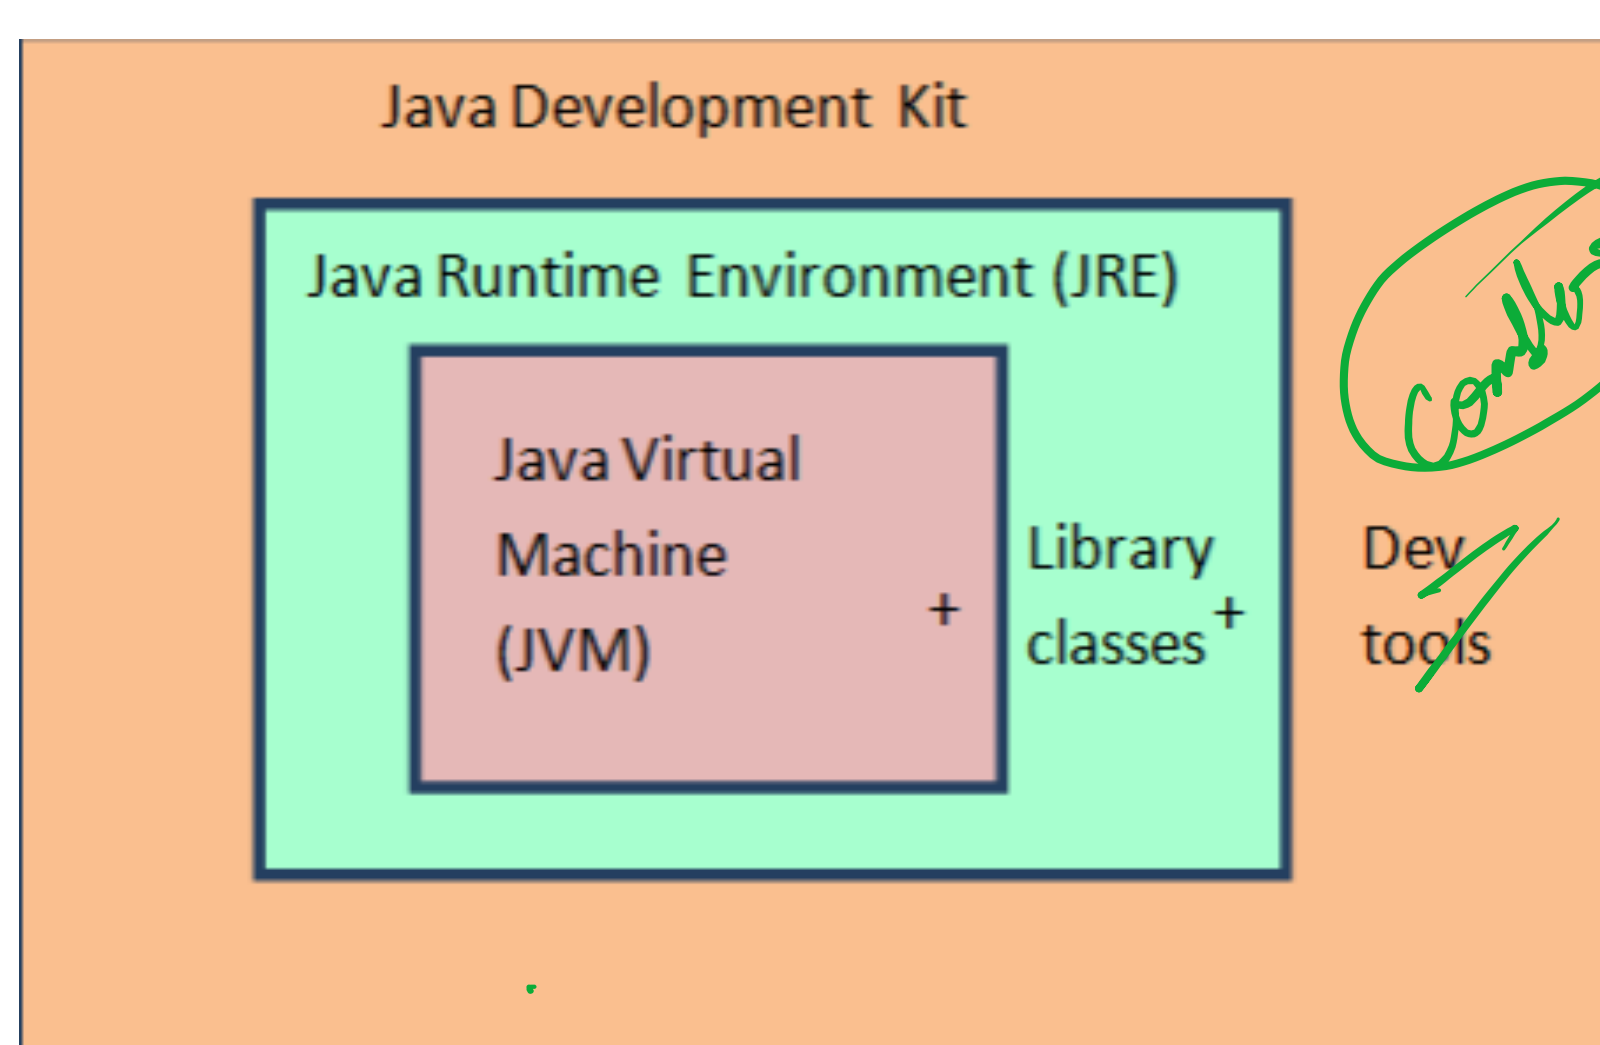 Java Development Kit
Java Runtime Environment (JRE)
Java Virtual
Machine
(JVM)
+
Library
classes
+
Dev
tools